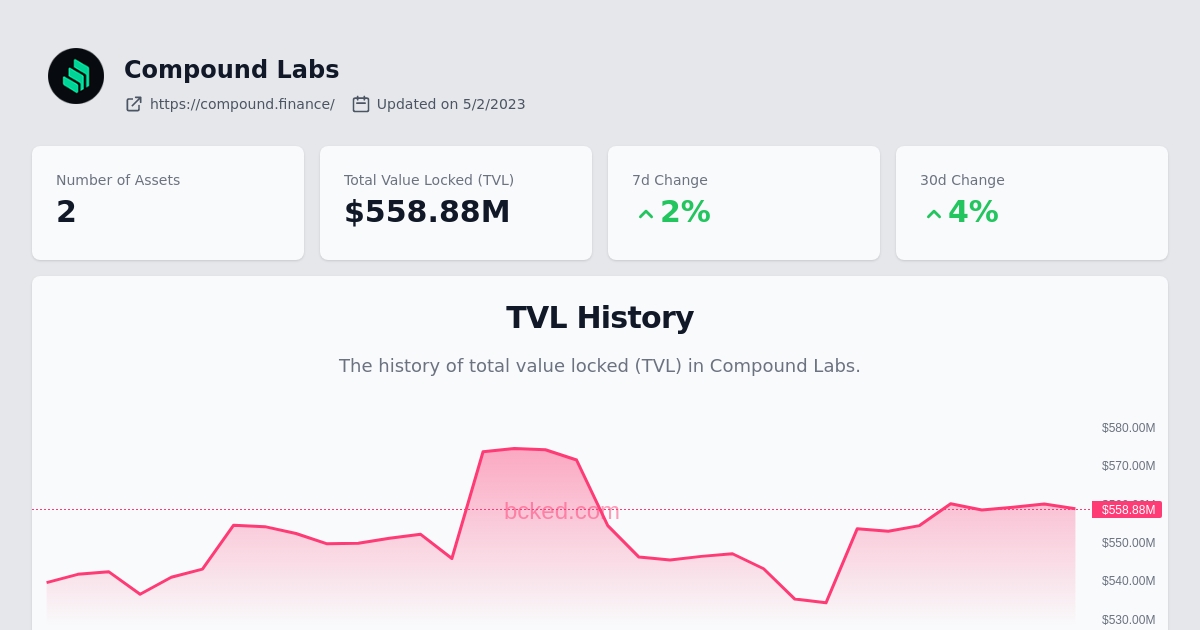 Compound Labs
https://compound.finance/ Updated on 5/2/2023
Number of Assets
2
Total Value Locked (TVL)
$558.88M
7d Change
2%
30d Change
4%
TVL History
The history of total value locked (TVL) in Compound Labs.
$580.00M
$570.00M
bcked.com
$558.88M
$550.00M
$540.00M
$530.00M